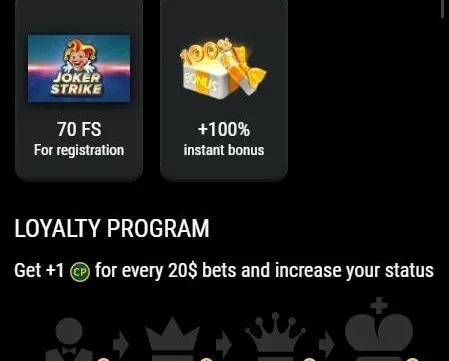 JOKER
STRIKE
100%
BONUS
70 FS
For registration
+100%
instant bonus
LOYALTY PROGRAM
Get +1 CP for every 20$ bets and increase your status